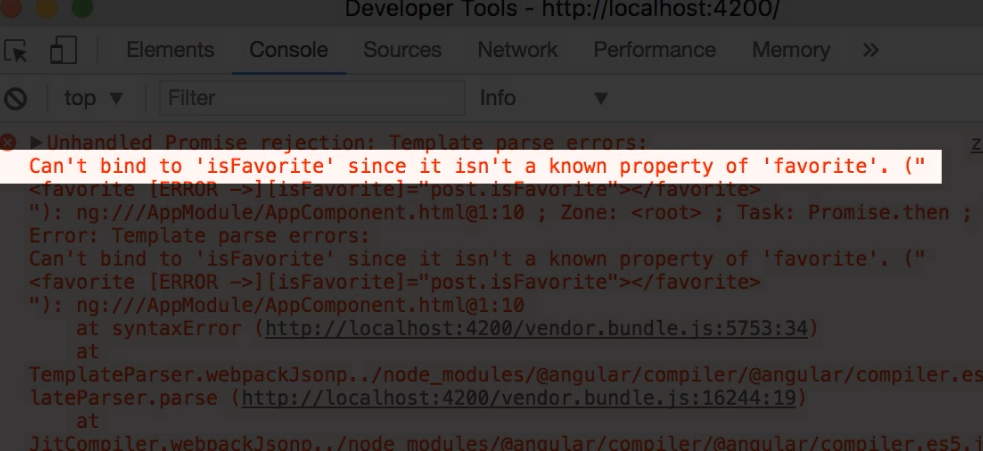 Developer Tools - http://localhost:4200/
Elements Console Sources Network Performance Memory »
top ▼ Filter Info ▼
▶Unhandled Promise rejection: Template parse errors: z
Can't bind to 'isFavorite' since it isn't a known property of 'favorite'. ("
<favorite [ERROR ->][isFavorite]="post.isFavorite"></favorite>
"): ng:///AppModule/AppComponent.html@1:10 ; Zone: <root> ; Task: Promise.then ;
Error: Template parse errors:
Can't bind to 'isFavorite' since it isn't a known property of 'favorite'. ("
<favorite [ERROR ->][isFavorite]="post.isFavorite"></favorite>
"): ng:///AppModule/AppComponent.html@1:10
at syntaxError (http://localhost:4200/vendor.bundle.js:5753:34)
at
TemplateParser.webpackJsonp../node_modules/@angular/compiler/@angular/compiler.es
lateParser.parse (http://localhost:4200/vendor.bundle.js:16244:19)
at
JitCompiler.webpackJsonp../node_modules/@angular/compiler/@angular/compiler.es5.j